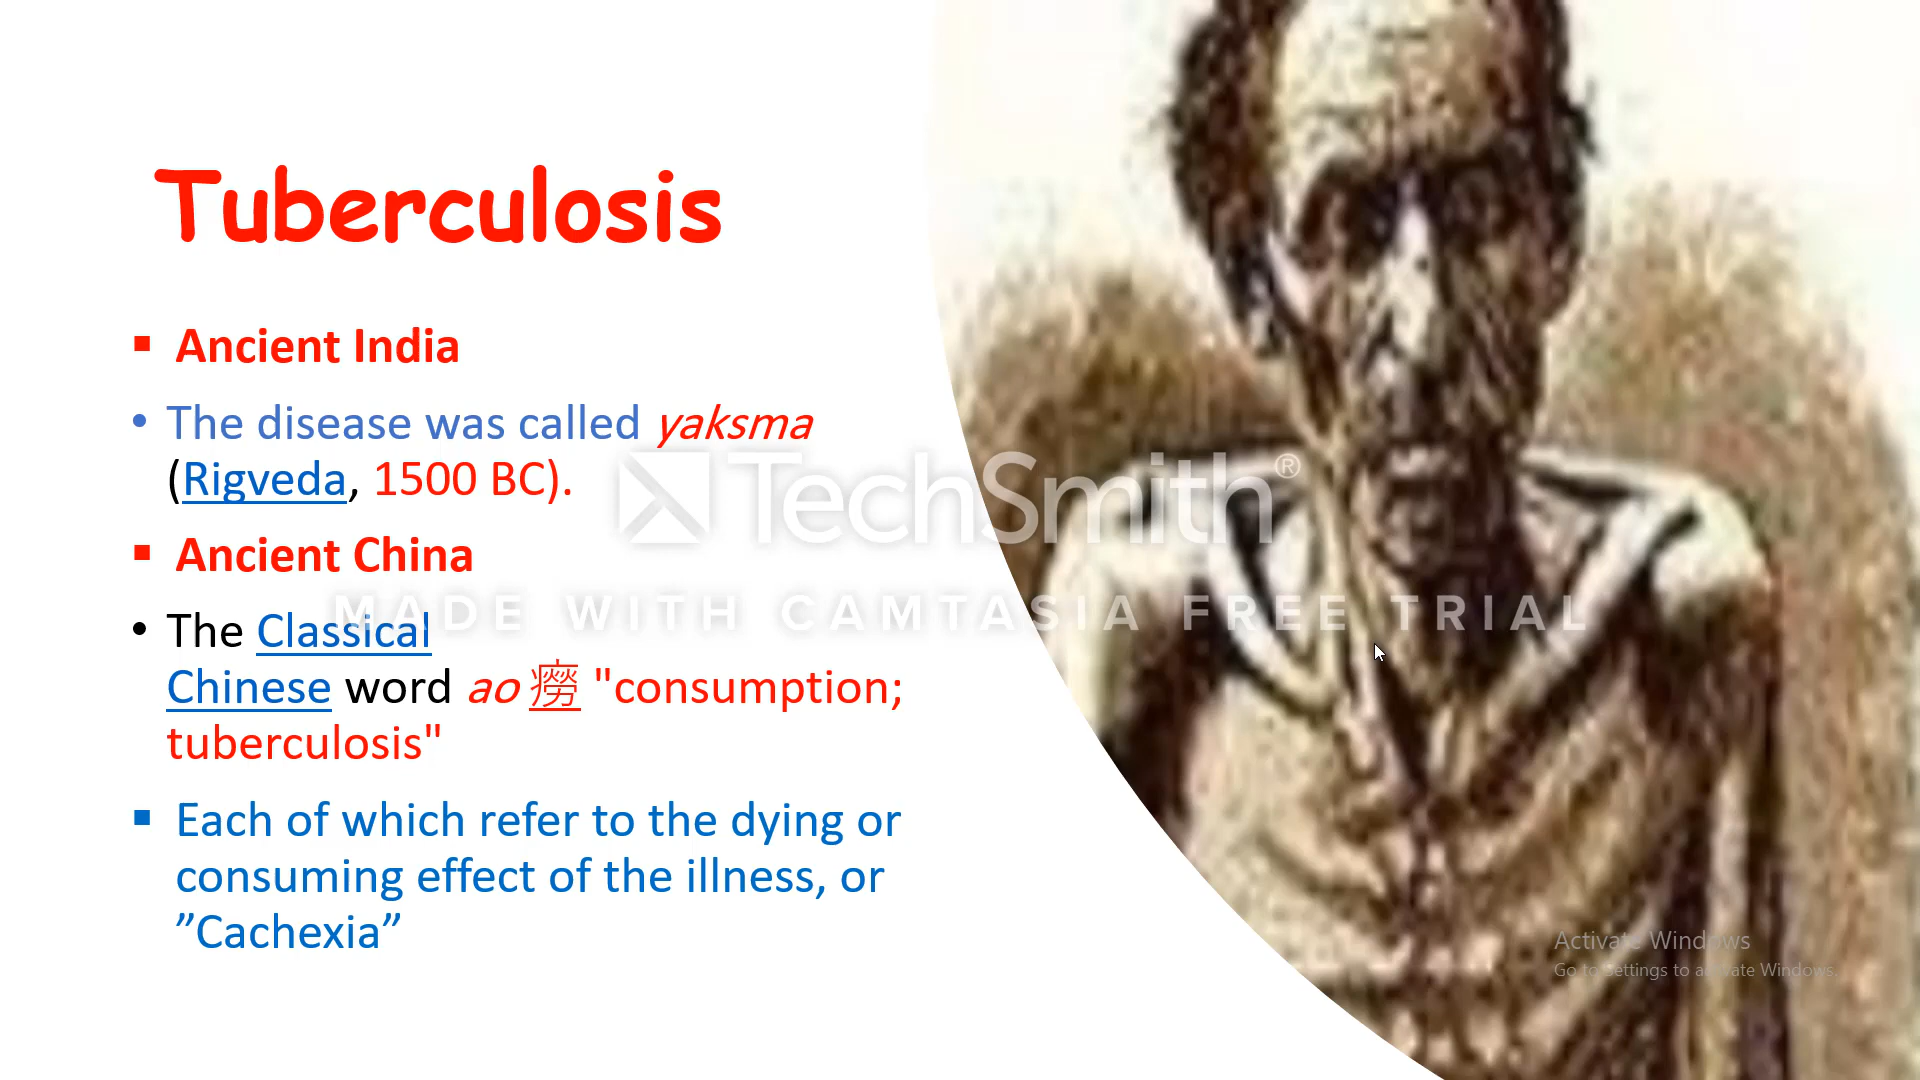 Tuberculosis
▪ Ancient India
• The disease was called yaksma
(Rigveda, 1500 BC).
TechSmith®
▪ Ancient China
MADE WITH CAMTASIA FREE TRIAL
• The Classical
Chinese word ao 癆 "consumption;
tuberculosis"
▪ Each of which refer to the dying or
consuming effect of the illness, or
”Cachexia”
Activate Windows
Go to Settings to activate Windows.